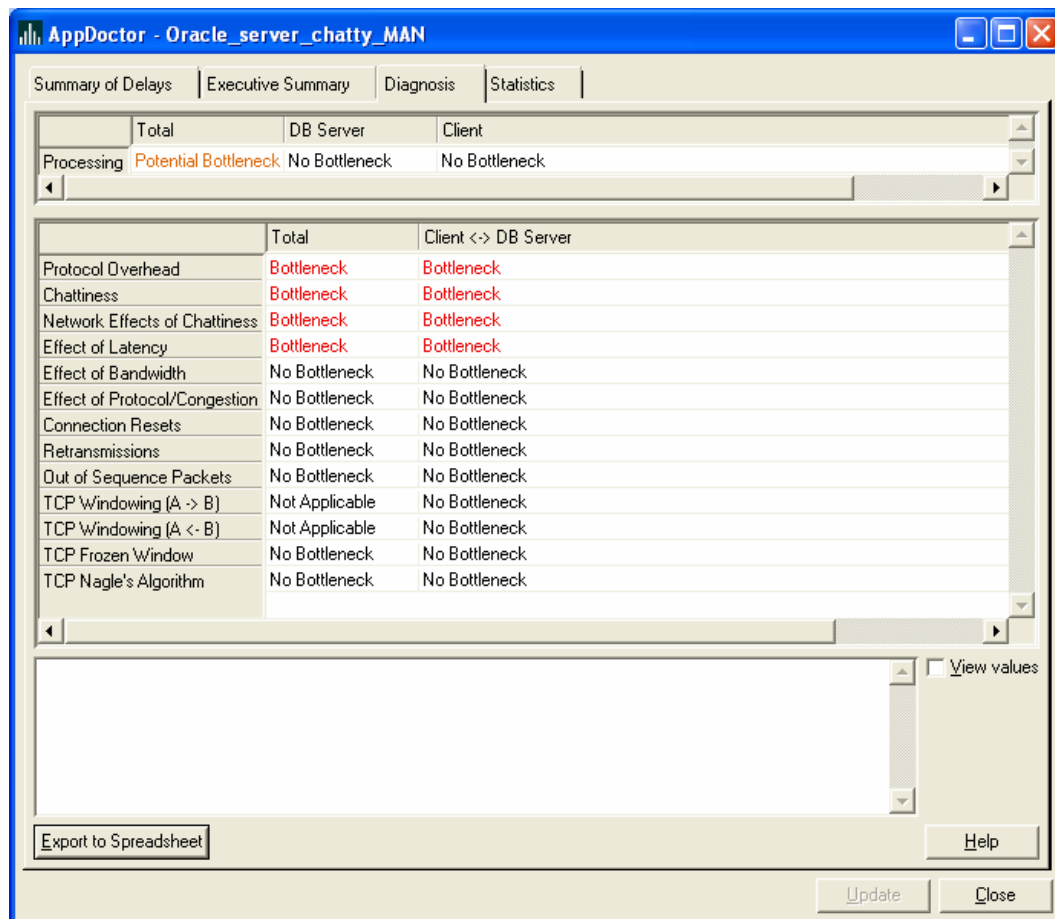 AppDoctor - Oracle_server_chatty_MAN
Summary of Delays Executive Summary Diagnosis Statistics
Total DB Server Client
Processing Potential Bottleneck No Bottleneck No Bottleneck
Total Client <-> DB Server
Protocol Overhead Bottleneck Bottleneck
Chattiness Bottleneck Bottleneck
Network Effects of Chattiness Bottleneck Bottleneck
Effect of Latency Bottleneck Bottleneck
Effect of Bandwidth No Bottleneck No Bottleneck
Effect of Protocol/Congestion No Bottleneck No Bottleneck
Connection Resets No Bottleneck No Bottleneck
Retransmissions No Bottleneck No Bottleneck
Out of Sequence Packets No Bottleneck No Bottleneck
TCP Windowing (A -> B) Not Applicable No Bottleneck
TCP Windowing (A <- B) Not Applicable No Bottleneck
TCP Frozen Window No Bottleneck No Bottleneck
TCP Nagle's Algorithm No Bottleneck No Bottleneck
View values
Export to Spreadsheet Help
Update Close